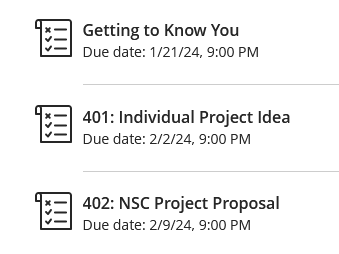 Getting to Know You
Due date: 1/21/24, 9:00 PM
401: Individual Project Idea
Due date: 2/2/24, 9:00 PM
402: NSC Project Proposal
Due date: 2/9/24, 9:00 PM